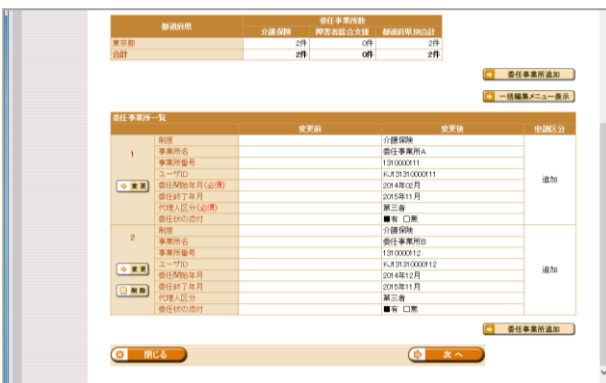 都道府県 委任事業所数
介護保険 障害者総合支援 都道府県別合計
東京都 2件 0件 2件
合計 2件 0件 2件
委任事業所追加
一括編集メニュー表示
委任事業所一覧
変更前 変更後 申請区分
1
変更
制度 介護保険
事業所名 委任事業所A
事業所番号 1310000111
ユーザID KJ131310000111
委任開始年月(必須) 2014年02月
委任終了年月 2015年11月
代理人区分(必須) 第三者
委任状の添付 ■有 □無
追加
2
変更
削除
制度 介護保険
事業所名 委任事業所B
事業所番号 1310000112
ユーザID KJ131310000112
委任開始年月 2014年12月
委任終了年月 2015年11月
代理人区分 第三者
委任状の添付 ■有 □無
追加
委任事業所追加
閉じる
次へ